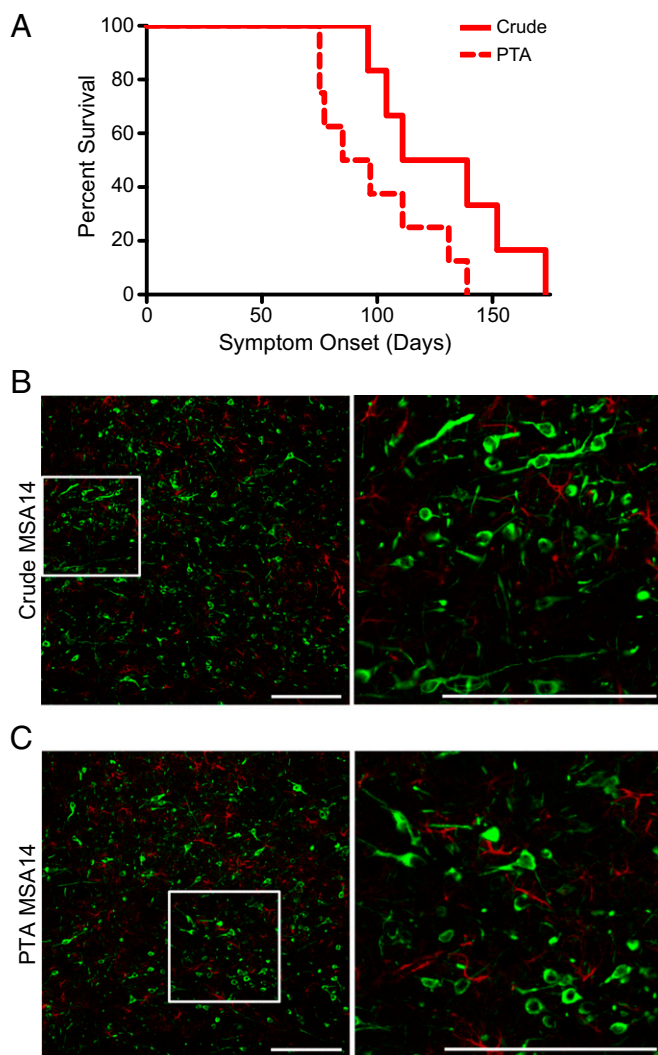 A
Crude
PTA
Percent Survival
100
80
60
40
20
0
0 50 100 150
Symptom Onset (Days)
B
Crude MSA14
C
PTA MSA14